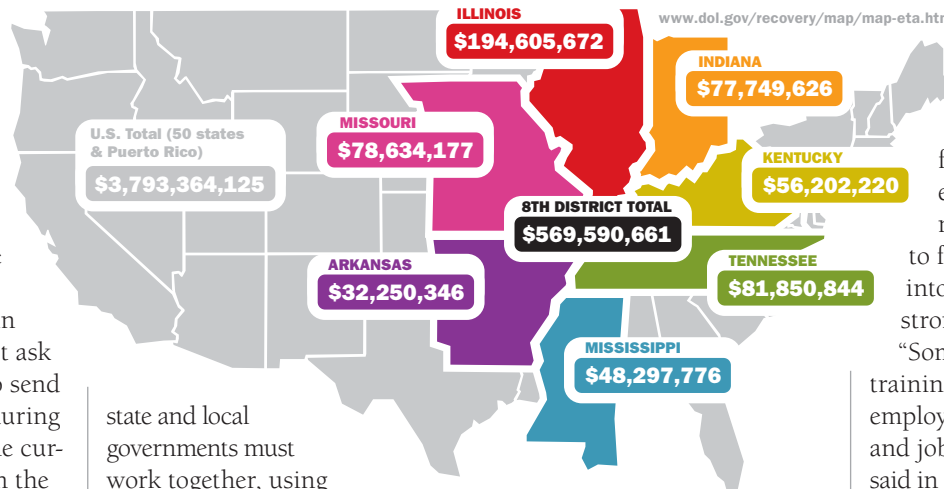 ILLINOIS
$194,605,672
www.dol.gov/recovery/map/map-eta.htm
INDIANA
$77,749,626
MISSOURI
$78,634,177
U.S. Total (50 states
& Puerto Rico)
$3,793,364,125
KENTUCKY
$56,202,220
8TH DISTRICT TOTAL
$569,590,661
ARKANSAS
$32,250,346
TENNESSEE
$81,850,844
MISSISSIPPI
$48,297,776
t ask
send
uring
e cur-
n the
state and local
governments must
work together, using
to f
into
stro
“Son
training
employ
and job
said in